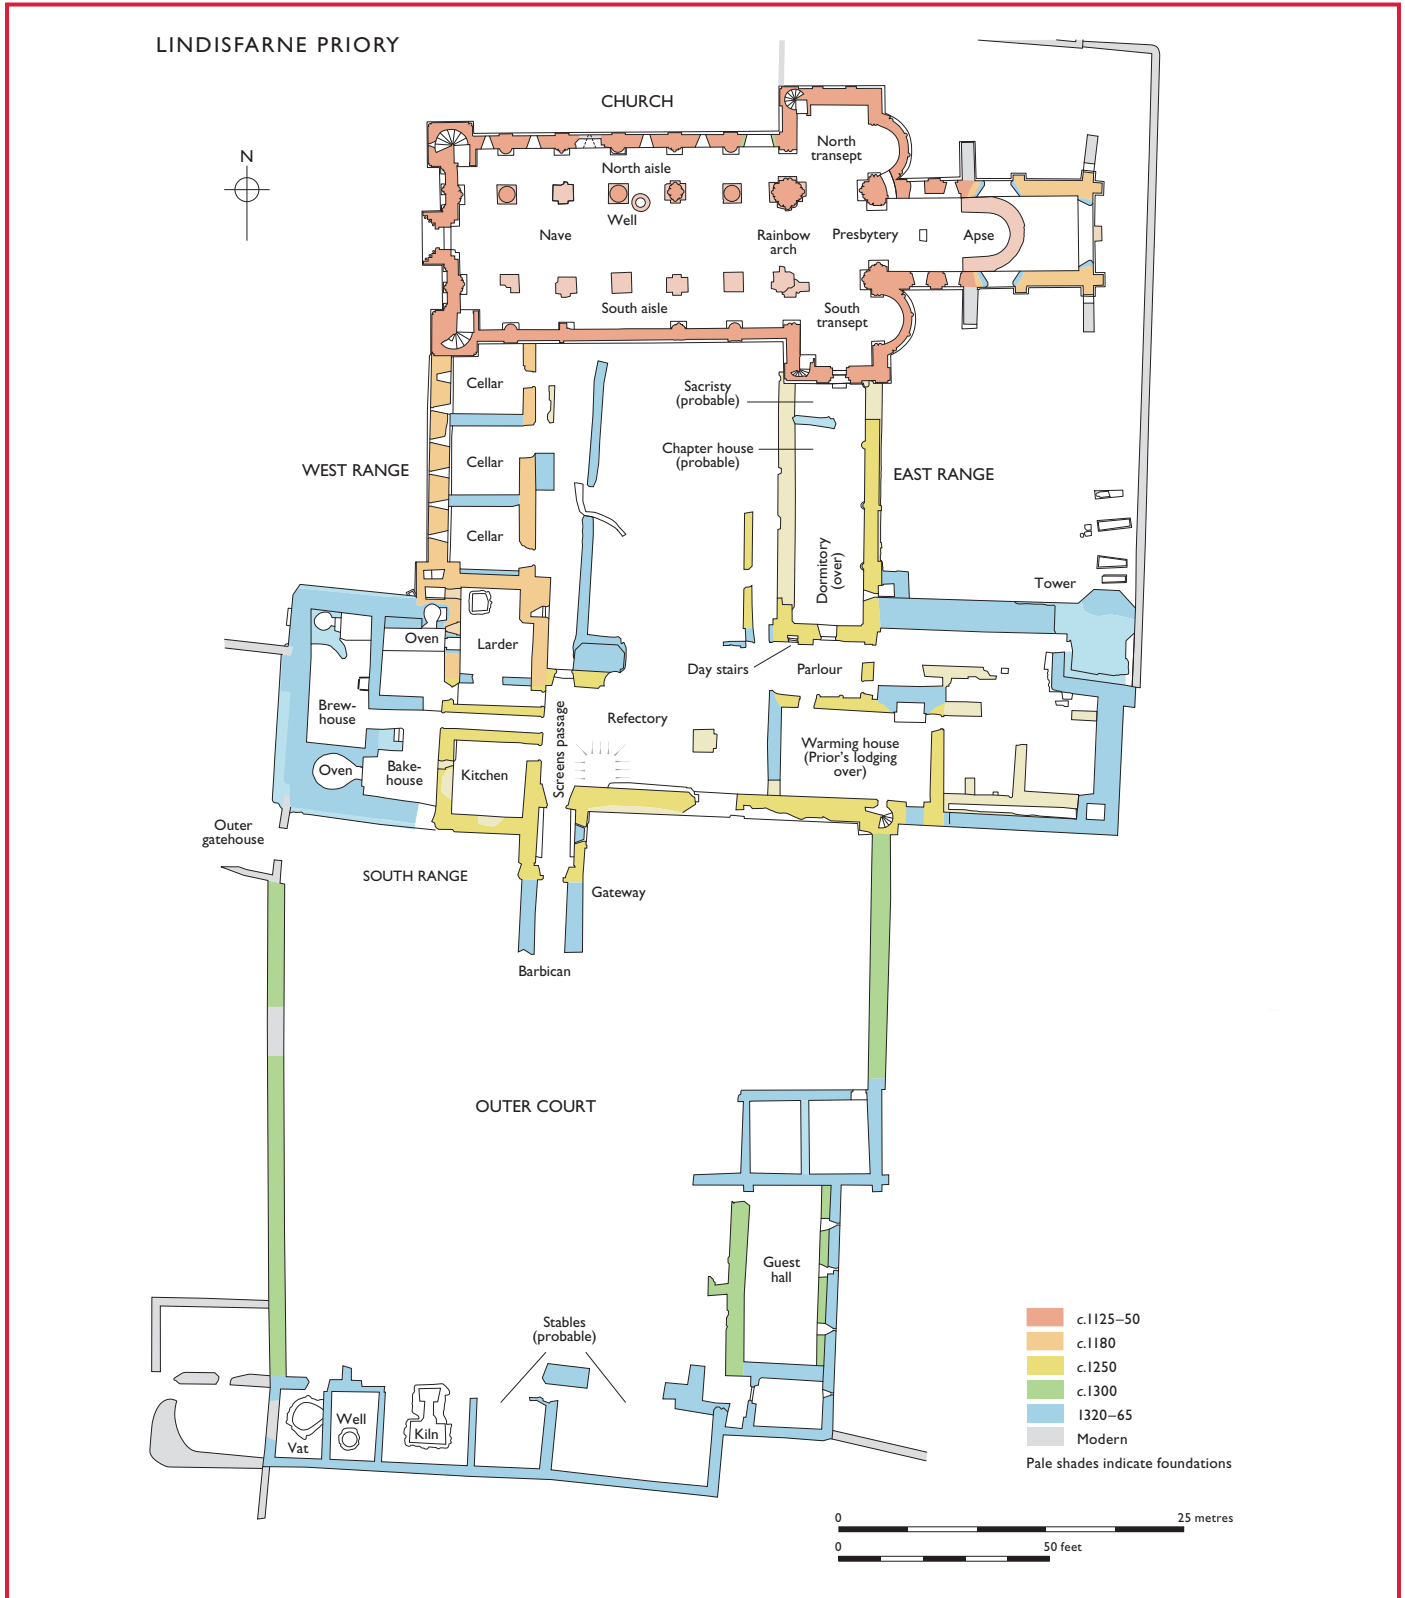 LINDISFARNE PRIORY
CHURCH
N
North
transept
North aisle
Well
Nave
Rainbow
arch
Presbytery
Apse
South aisle
South
transept
Cellar
Sacristy
(probable)
Chapter house
(probable)
WEST RANGE
Cellar
EAST RANGE
Cellar
Dormitory
(over)
Tower
Oven
Larder
Day stairs
Parlour
Brew-
house
Screens passage
Refectory
Warming house
(Prior's lodging
over)
Oven
Bake-
house
Kitchen
Outer
gatehouse
SOUTH RANGE
Gateway
Barbican
OUTER COURT
Guest
hall
Stables
(probable)
Vat
Well
Kiln
c.1125–50
c.1180
c.1250
c.1300
1320–65
Modern
Pale shades indicate foundations
0 25 metres
0 50 feet